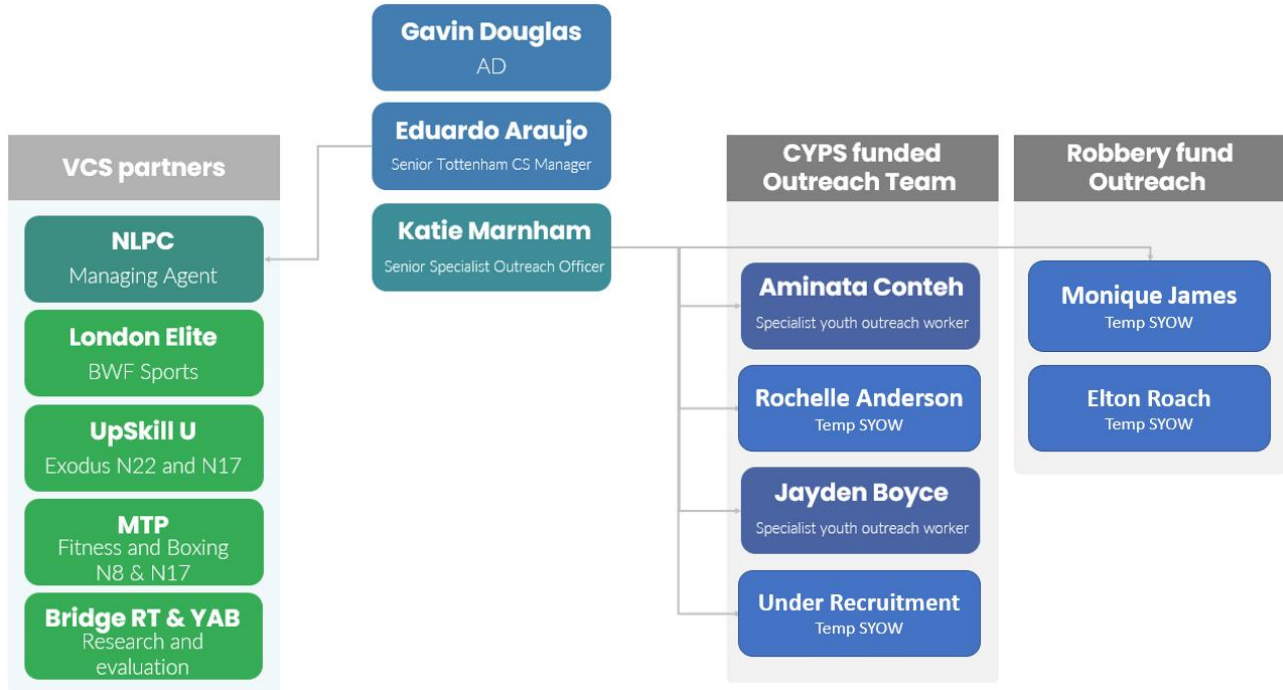 Gavin Douglas
AD
Eduardo Araujo
Senior Tottenham CS Manager
Katie Marnham
Senior Specialist Outreach Officer
VCS partners
NLPC
Managing Agent
London Elite
BWF Sports
UpSkill U
Exodus N22 and N17
MTP
Fitness and Boxing
N8 & N17
Bridge RT & YAB
Research and
evaluation
CYPS funded
Outreach Team
Aminata Conteh
Specialist youth outreach worker
Rochelle Anderson
Temp SYOW
Jayden Boyce
Specialist youth outreach worker
Under Recruitment
Temp SYOW
Robbery fund
Outreach
Monique James
Temp SYOW
Elton Roach
Temp SYOW